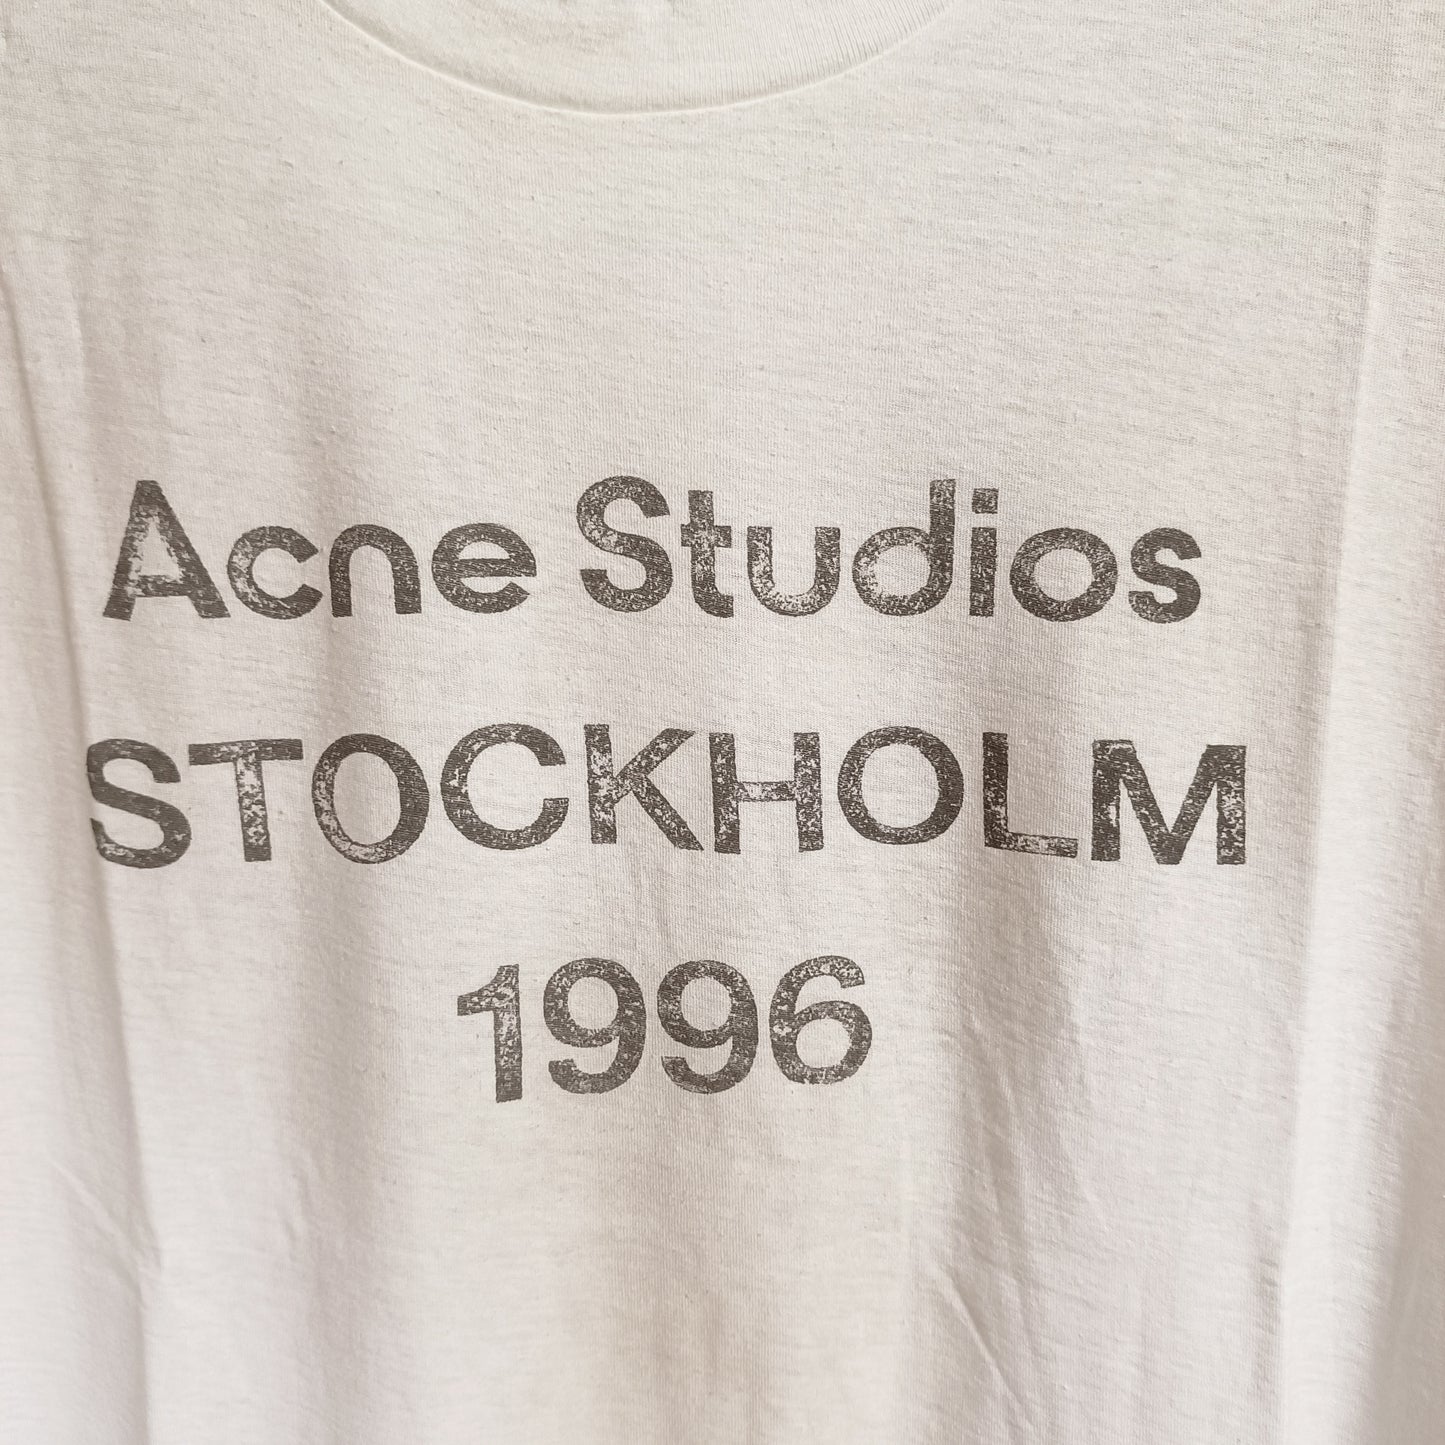 Acne Studios
STOCKHOLM
1996